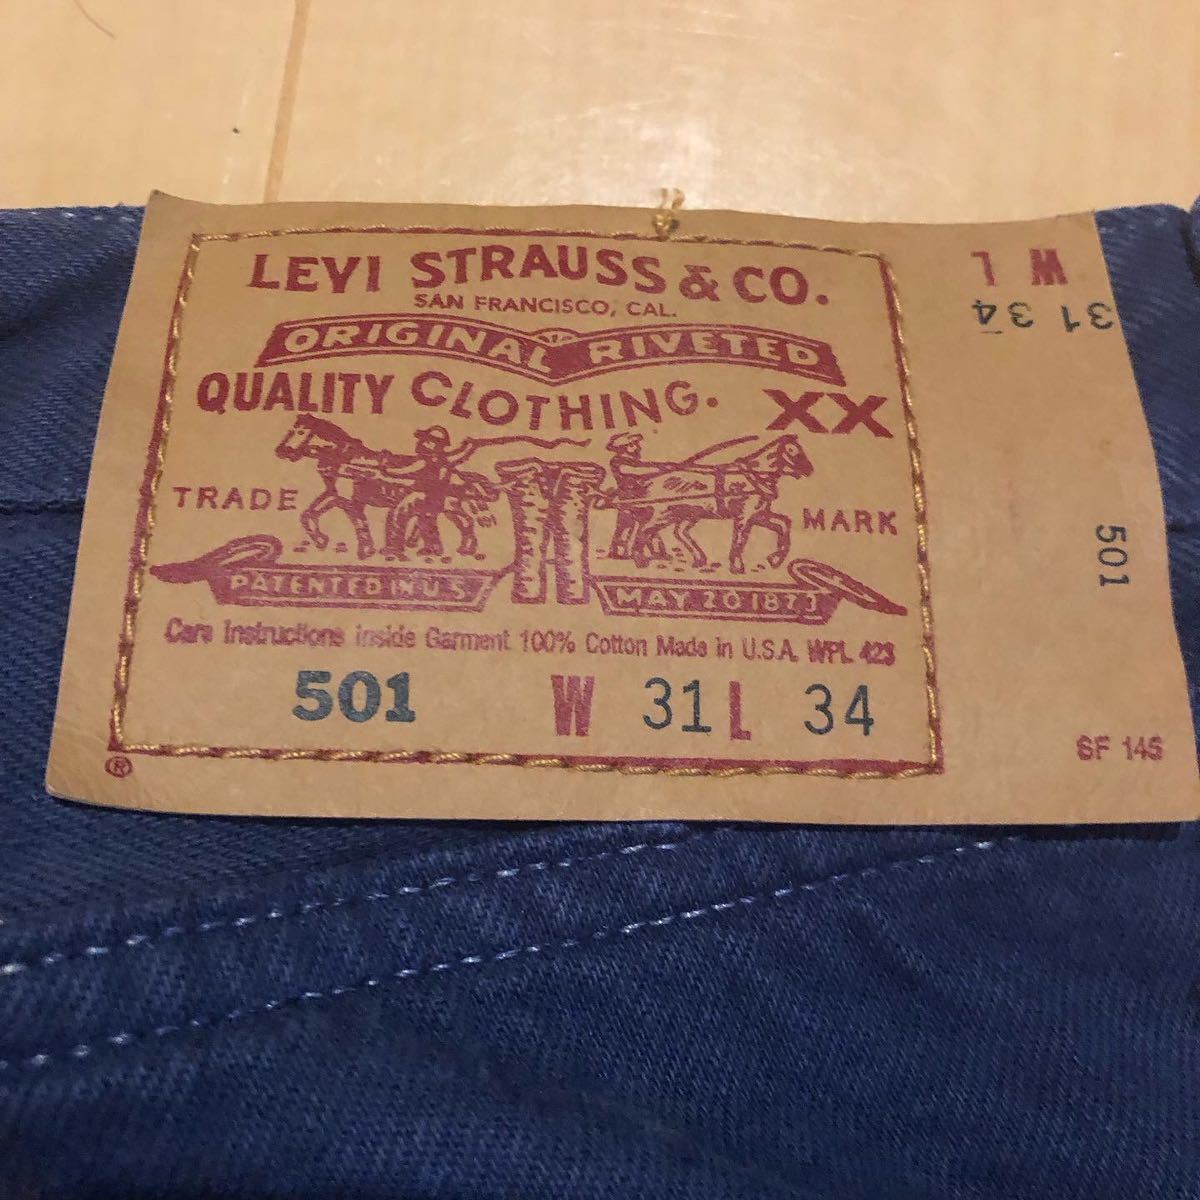 LEVI STRAUSS & CO.
SAN FRANCISCO, CAL.
ORIGINAL RIVETED
QUALITY CLOTHING. XX
TRADE MARK
PATENTED IN U.S. MAY 20 1873
Care Instructions Inside Garment 100% Cotton Made in U.S.A. WPL 423
501 W 31 L 34
®
W L
31 34
501
SF 145